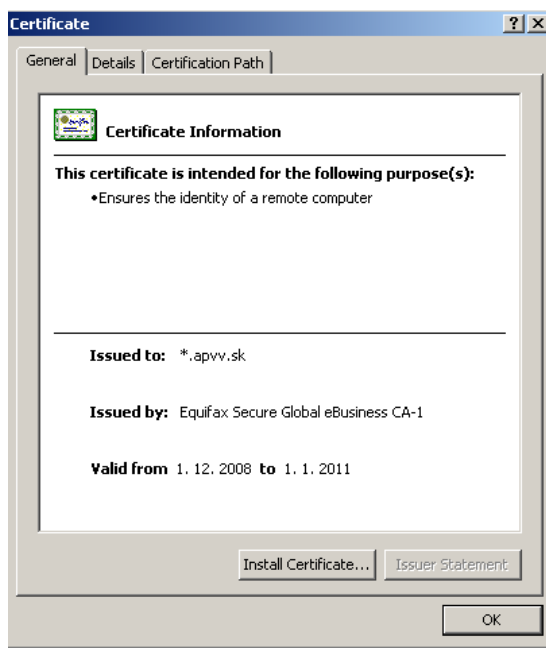 Certificate
General Details Certification Path
Certificate Information
This certificate is intended for the following purpose(s):
•Ensures the identity of a remote computer
Issued to: *.apvv.sk
Issued by: Equifax Secure Global eBusiness CA-1
Valid from 1. 12. 2008 to 1. 1. 2011
Install Certificate... Issuer Statement
OK